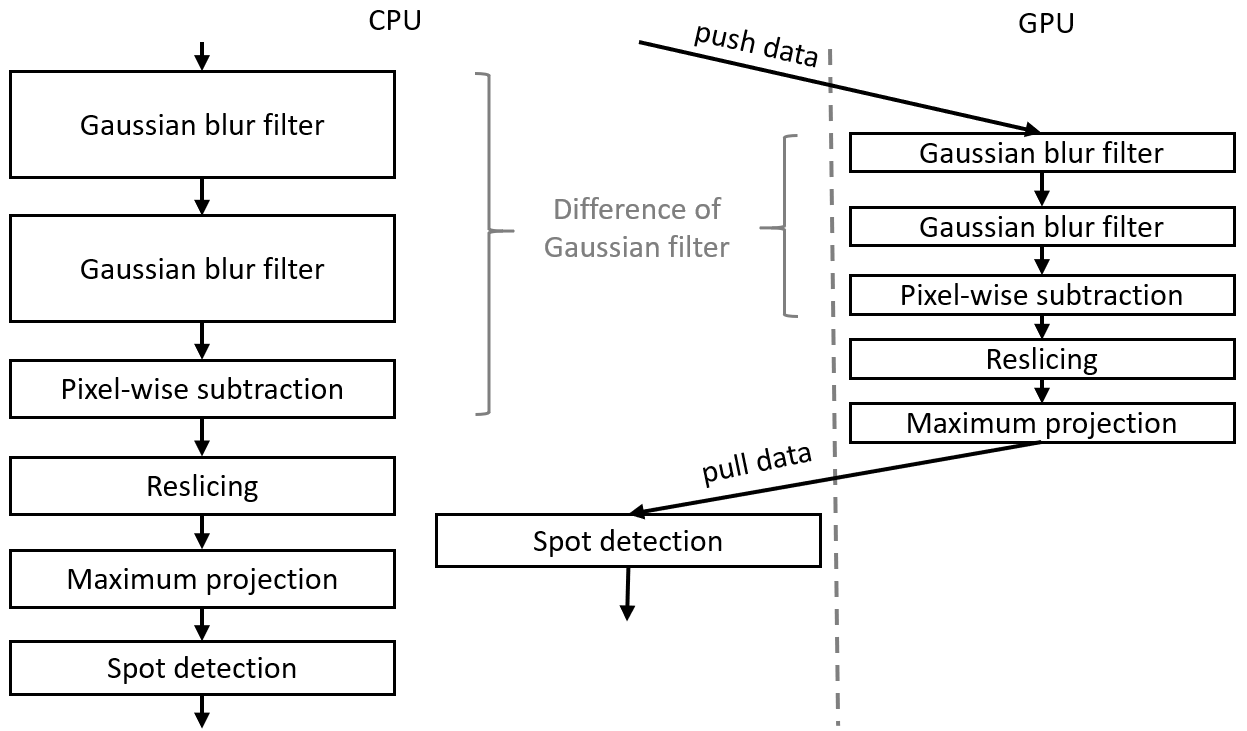 CPU
Gaussian blur filter
Gaussian blur filter
Pixel-wise subtraction
Reslicing
Maximum projection
Spot detection
Difference of
Gaussian filter
push data
GPU
Gaussian blur filter
Gaussian blur filter
Pixel-wise subtraction
Reslicing
Maximum projection
pull data
Spot detection